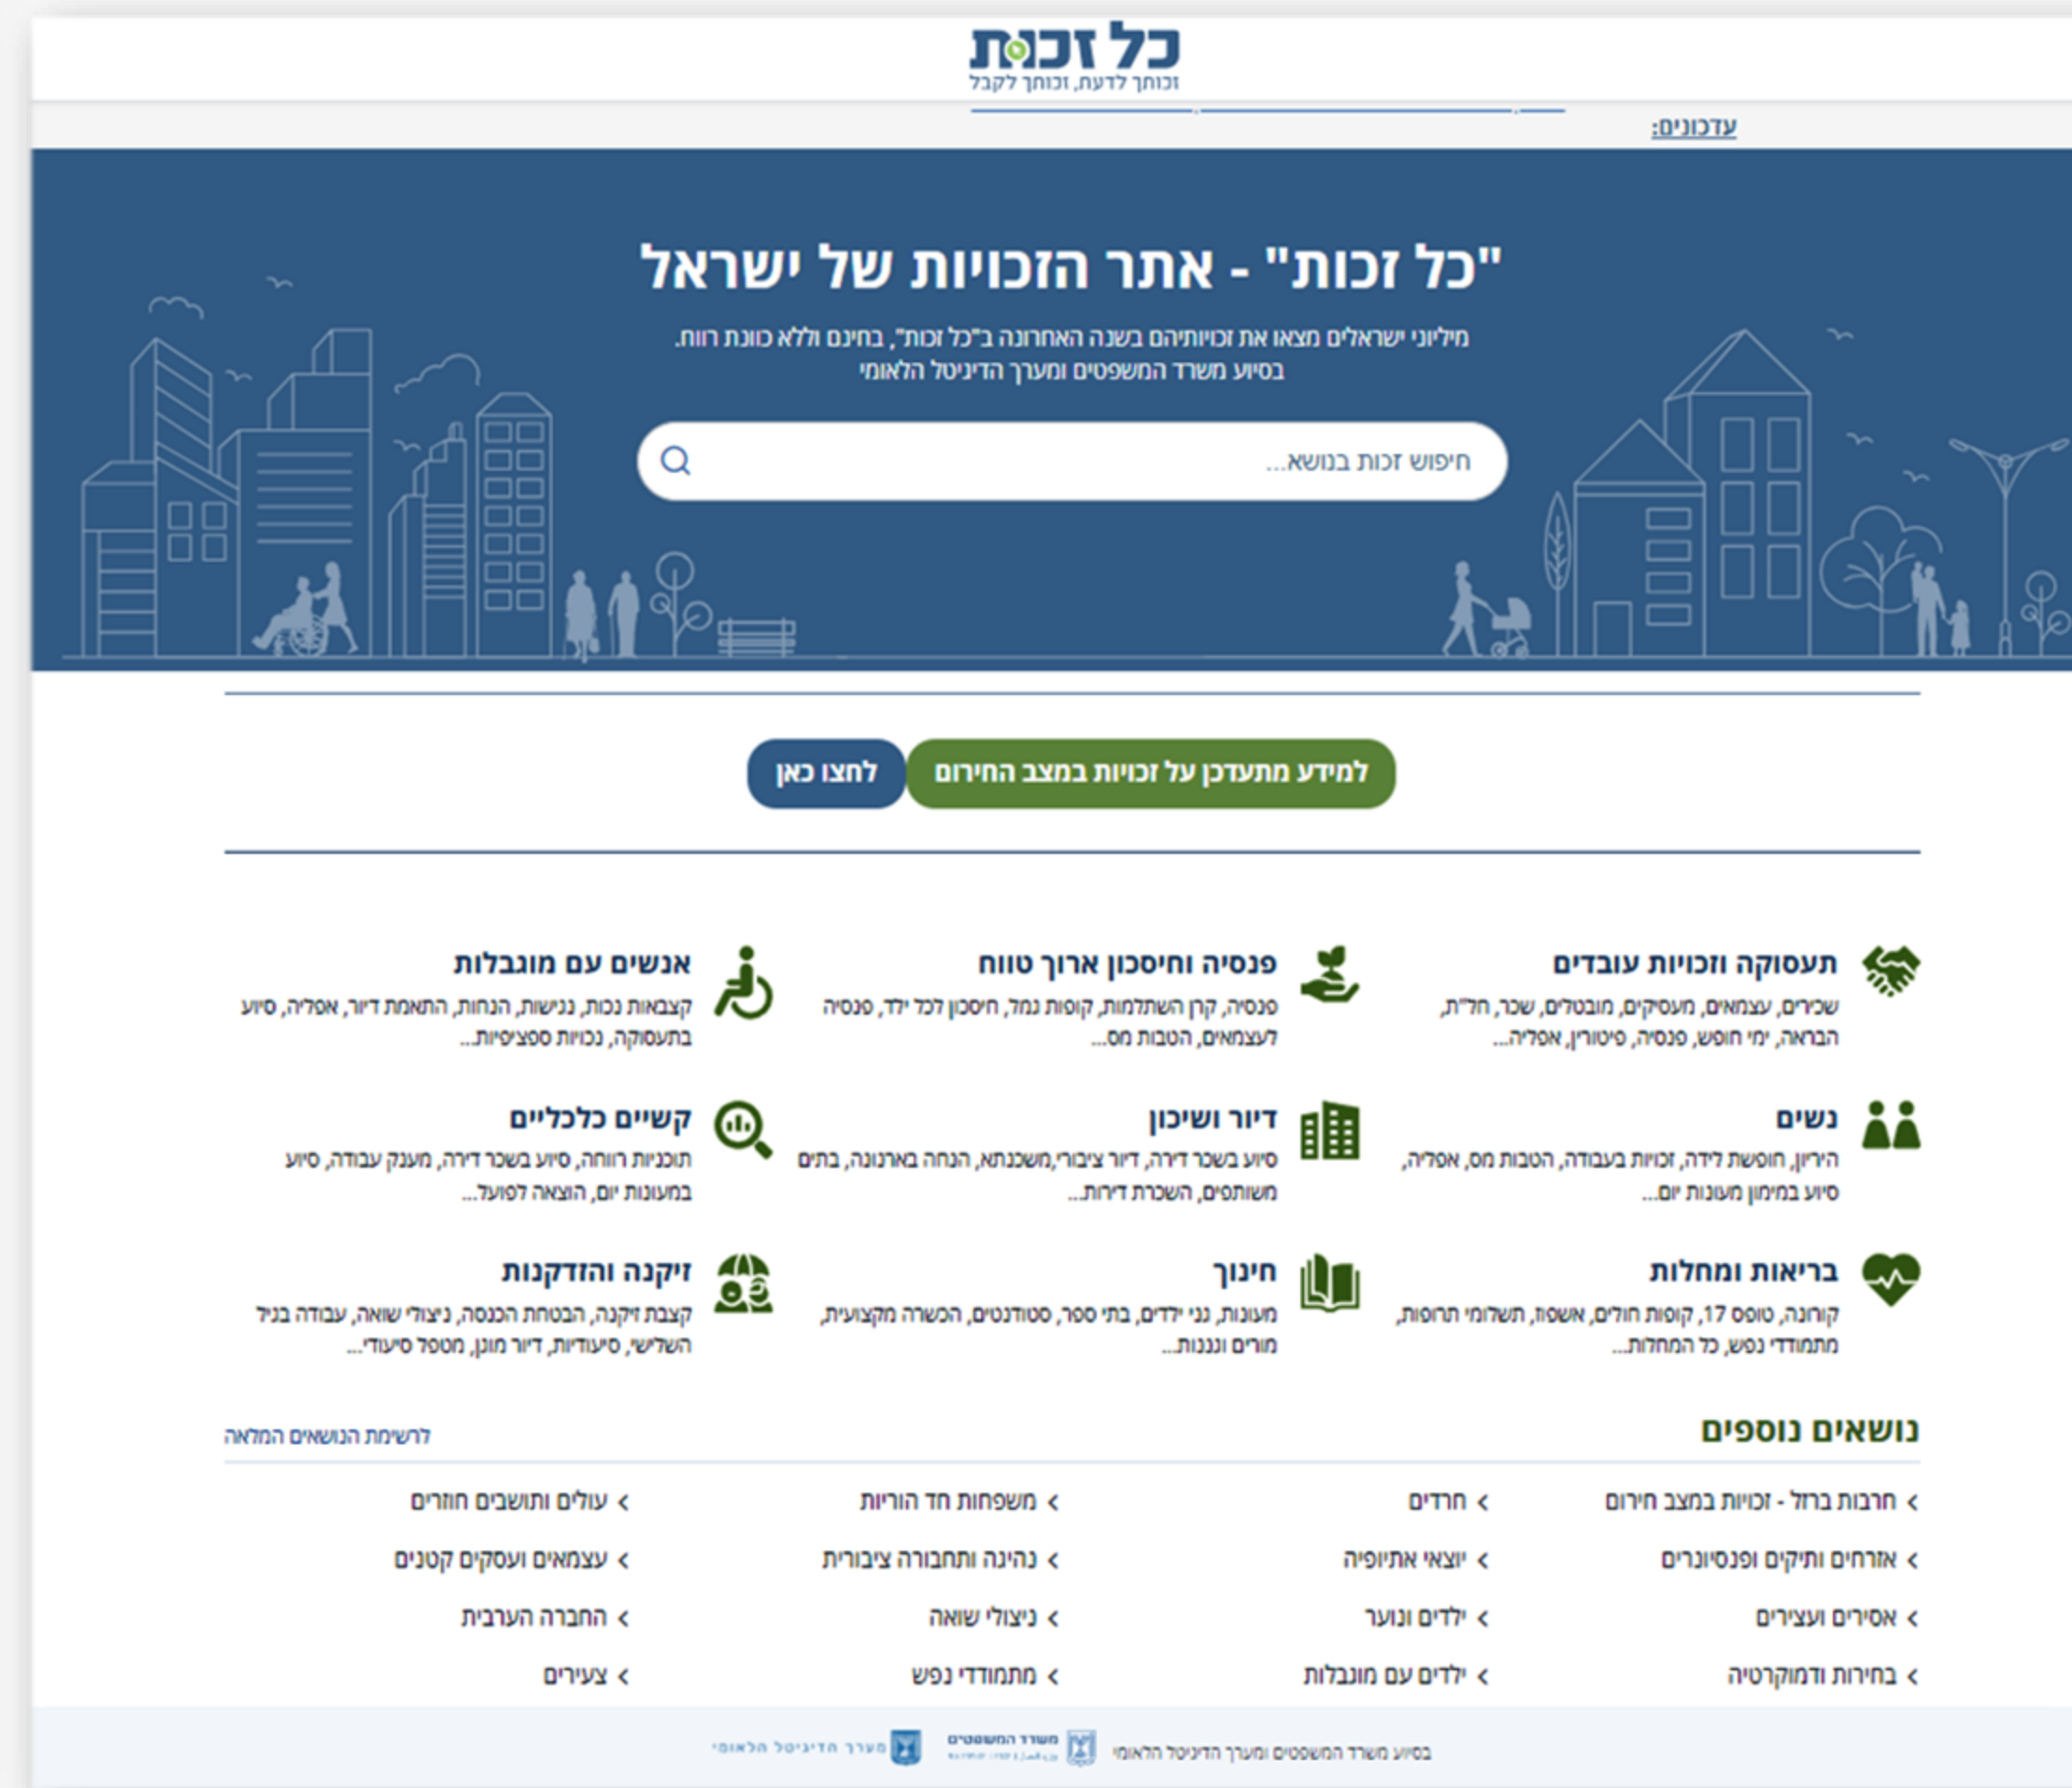 כל זכות
זכותך לדעת, זכותך לקבל
עדכונים:
"כל זכות" - אתר הזכויות של ישראל
מיליוני ישראלים מצאו את זכויותיהם בשנה האחרונה ב"כל זכות", בחינם וללא כוונת רווח.
בסיוע משרד המשפטים ומערך הדיגיטל הלאומי
חיפוש זכות בנושא...
למידע מתעדכן על זכויות במצב החירום
לחצו כאן
תעסוקה וזכויות עובדים
שכירים, עצמאים, מעסיקים, מובטלים, שכר, חל"ת,
הבראה, ימי חופש, פנסיה, פיטורין, אפליה...
פנסיה וחיסכון ארוך טווח
פנסיה, קרן השתלמות, קופות גמל, חיסכון לכל ילד, פנסיה
לעצמאים, הטבות מס...
אנשים עם מוגבלות
קצבאות נכות, נגישות, הנחות, התאמת דיור, אפליה, סיוע
בתעסוקה, נכויות ספציפיות...
נשים
היריון, חופשת לידה, זכויות בעבודה, הטבות מס, אפליה,
סיוע במימון מעונות יום...
דיור ושיכון
סיוע בשכר דירה, דיור ציבורי,משכנתא, הנחה בארנונה, בתים
משותפים, השכרת דירות...
קשיים כלכליים
תוכניות רווחה, סיוע בשכר דירה, מענק עבודה, סיוע
במעונות יום, הוצאה לפועל...
בריאות ומחלות
קורונה, טופס 17, קופות חולים, אשפוז, תשלומי תרופות,
מתמודדי נפש, כל המחלות...
חינוך
מעונות, גני ילדים, בתי ספר, סטודנטים, הכשרה מקצועית,
מורים וגננות...
זיקנה והזדקנות
קצבת זיקנה, הבטחת הכנסה, ניצולי שואה, עבודה בגיל
השלישי, סיעודיות, דיור מוגן, מטפל סיעודי...
נושאים נוספים
לרשימת הנושאים המלאה
חרבות ברזל - זכויות במצב חירום
חרדים
משפחות חד הוריות
עולים ותושבים חוזרים
אזרחים ותיקים ופנסיונרים
יוצאי אתיופיה
נהיגה ותחבורה ציבורית
עצמאים ועסקים קטנים
אסירים ועצירים
ילדים ונוער
ניצולי שואה
החברה הערבית
בחירות ודמוקרטיה
ילדים עם מוגבלות
מתמודדי נפש
צעירים
בסיוע משרד המשפטים ומערך הדיגיטל הלאומי
משרד המשפטים
מערך הדיגיטל הלאומי